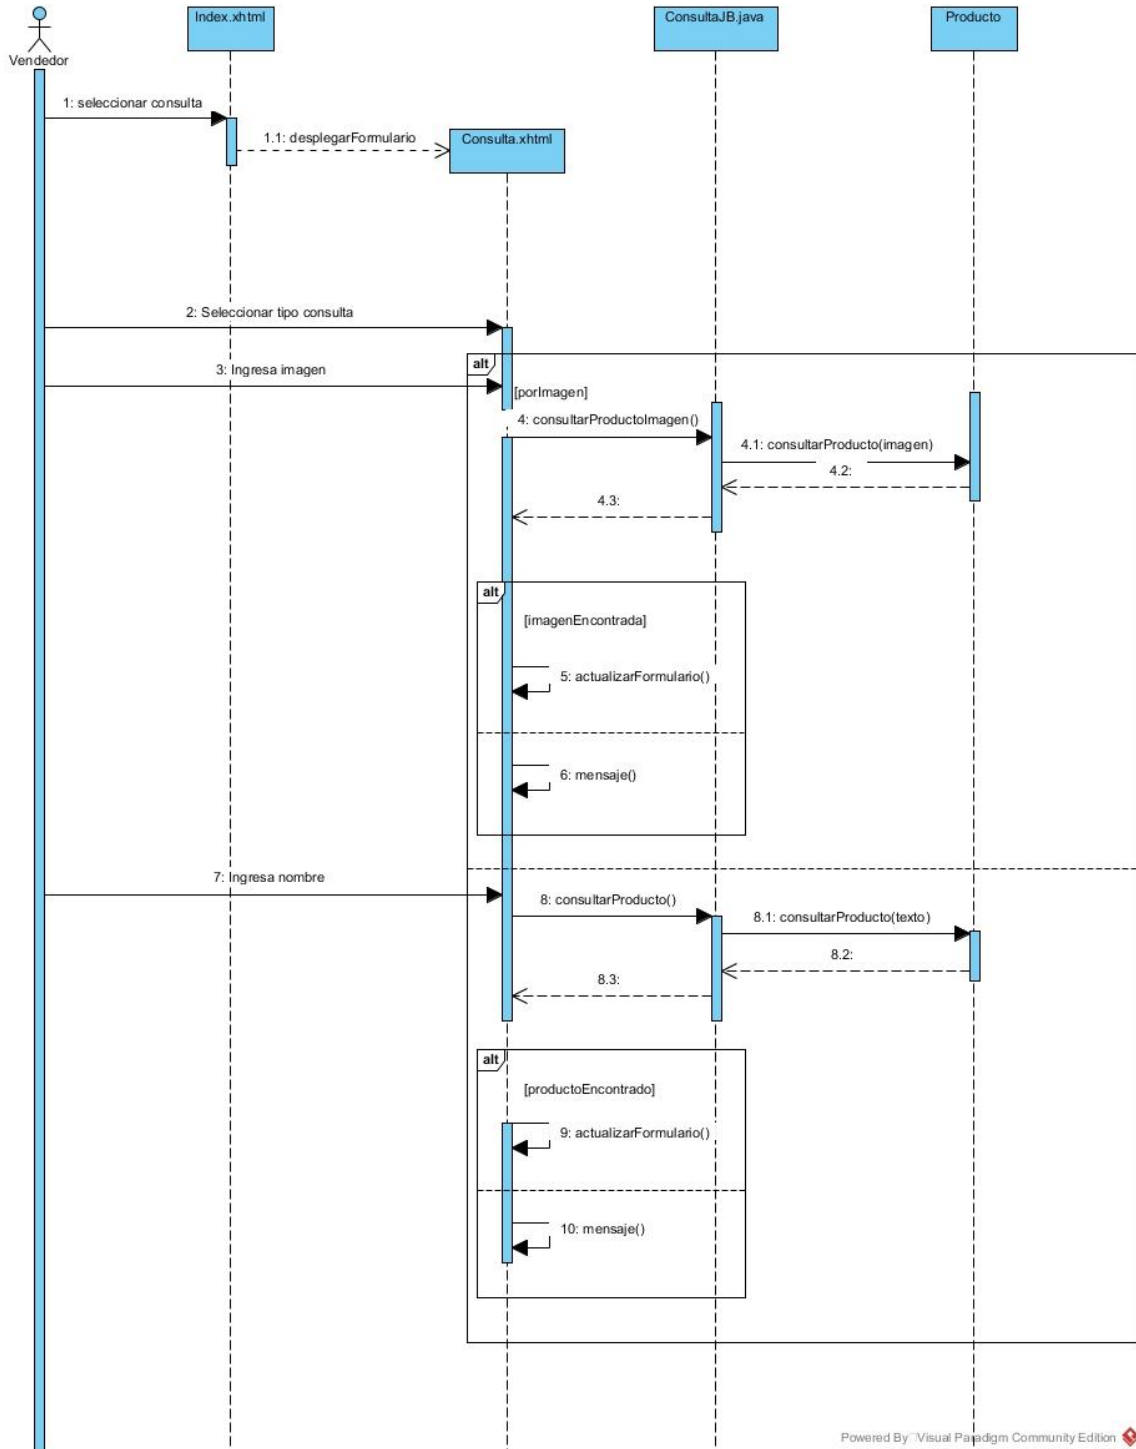 Index.xhtml
ConsultaJB.java
Producto
Vendedor
1: seleccionar consulta
1.1: desplegarFormulario
Consulta.xhtml
2: Seleccionar tipo consulta
alt
3: Ingresa imagen
[porImagen]
4: consultarProductoImagen()
4.1: consultarProducto(imagen)
4.2:
4.3:
alt
[imagenEncontrada]
5: actualizarFormulario()
6: mensaje()
7: Ingresa nombre
8: consultarProducto()
8.1: consultarProducto(texto)
8.2:
8.3:
alt
[productoEncontrado]
9: actualizarFormulario()
10: mensaje()
Powered By Visual Paradigm Community Edition